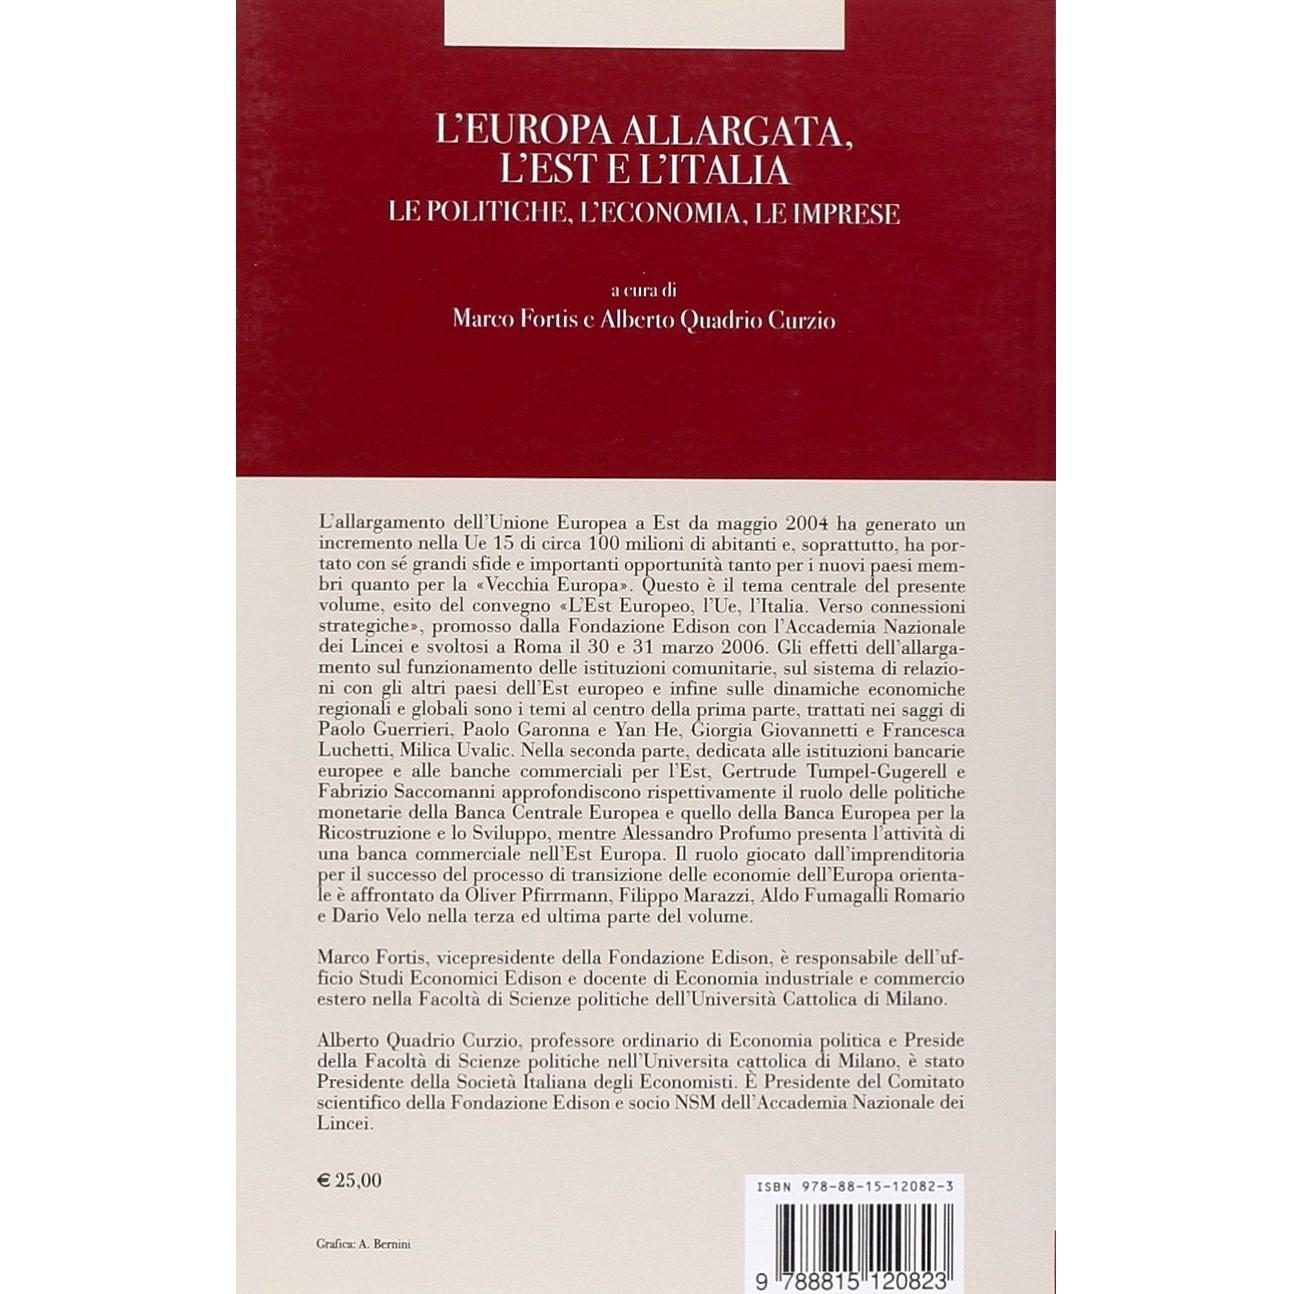 L'EUROPA ALLARGATA,
L'EST E L'ITALIA
LE POLITICHE, L'ECONOMIA, LE IMPRESE
a cura di
Marco Fortis e Alberto Quadrio Curzio
L'allargamento dell'Unione Europea a Est da maggio 2004 ha generato un
incremento nella Ue 15 di circa 100 milioni di abitanti e, soprattutto, ha por-
tato con sé grandi sfide e importanti opportunità tanto per i nuovi paesi mem-
bri quanto per la «Vecchia Europa». Questo è il tema centrale del presente
volume, esito del convegno «L'Est Europeo, l'Ue, l'Italia. Verso connessioni
strategiche», promosso dalla Fondazione Edison con l'Accademia Nazionale
dei Lincei e svoltosi a Roma il 30 e 31 marzo 2006. Gli effetti dell'allarga-
mento sul funzionamento delle istituzioni comunitarie, sul sistema di relazio-
ni con gli altri paesi dell'Est europeo e infine sulle dinamiche economiche
regionali e globali sono i temi al centro della prima parte, trattati nei saggi di
Paolo Guerrieri, Paolo Garonna e Yan He, Giorgia Giovannetti e Francesca
Luchetti, Milica Uvalic. Nella seconda parte, dedicata alle istituzioni bancarie
europee e alle banche commerciali per l'Est, Gertrude Tumpel-Gugerell e
Fabrizio Saccomanni approfondiscono rispettivamente il ruolo delle politiche
monetarie della Banca Centrale Europea e quello della Banca Europea per la
Ricostruzione e lo Sviluppo, mentre Alessandro Profumo presenta l'attività di
una banca commerciale nell'Est Europa. Il ruolo giocato dall'imprenditoria
per il successo del processo di transizione delle economie dell'Europa orienta-
le è affrontato da Oliver Pfirrmann, Filippo Marazzi, Aldo Fumagalli Romario
e Dario Velo nella terza ed ultima parte del volume.
Marco Fortis, vicepresidente della Fondazione Edison, è responsabile dell'uf-
ficio Studi Economici Edison e docente di Economia industriale e commercio
estero nella Facoltà di Scienze politiche dell'Università Cattolica di Milano.
Alberto Quadrio Curzio, professore ordinario di Economia politica e Preside
della Facoltà di Scienze politiche nell'Universita cattolica di Milano, è stato
Presidente della Società Italiana degli Economisti. È Presidente del Comitato
scientifico della Fondazione Edison e socio NSM dell'Accademia Nazionale dei
Lincei.
€ 25,00
ISBN 978-88-15-12082-3
Grafica: A. Bernini
9 788815 120823